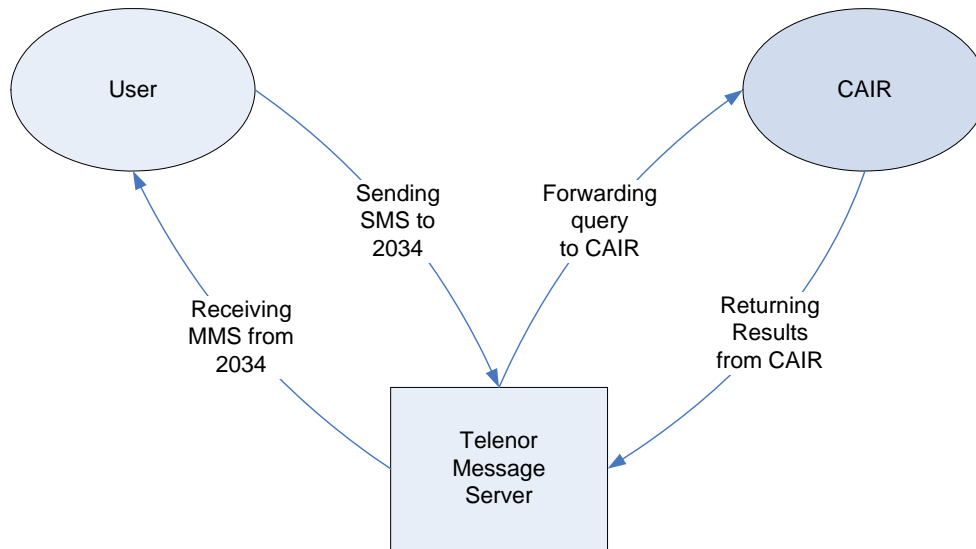 User
CAIR
Sending
SMS to
2034
Forwarding
query
to CAIR
Receiving
MMS from
2034
Returning
Results
from CAIR
Telenor
Message
Server